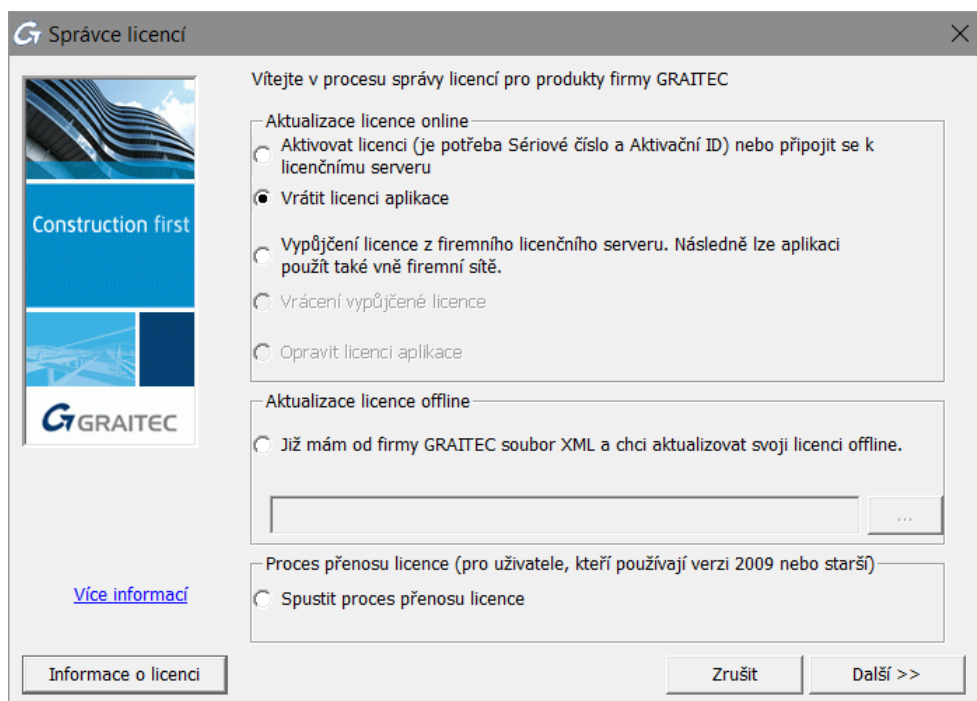 Správce licencí
Vítejte v procesu správy licencí pro produkty firmy GRAITEC
Construction first
GRAITEC
Více informací
Aktualizace licence online
Aktivovat licenci (je potřeba Sériové číslo a Aktivační ID) nebo připojit se k
licenčnímu serveru
Vrátit licenci aplikace
Vypůjčení licence z firemního licenčního serveru. Následně lze aplikaci
použít také vně firemní sítě.
Vrácení vypůjčené licence
Opravit licenci aplikace
Aktualizace licence offline
Již mám od firmy GRAITEC soubor XML a chci aktualizovat svoji licenci offline.
...
Proces přenosu licence (pro uživatele, kteří používají verzi 2009 nebo starší)
Spustit proces přenosu licence
Informace o licenci
Zrušit
Další >>